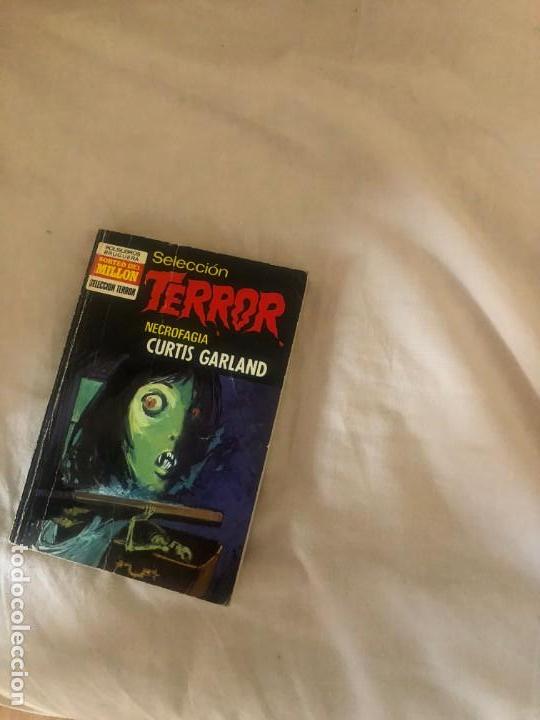 BOLSILIBROS
BRUGUERA
SORTEO DEL
MILLON
SELECCION TERROR
Selección
TERROR
NECROFAGIA
CURTIS GARLAND
todocoleccion